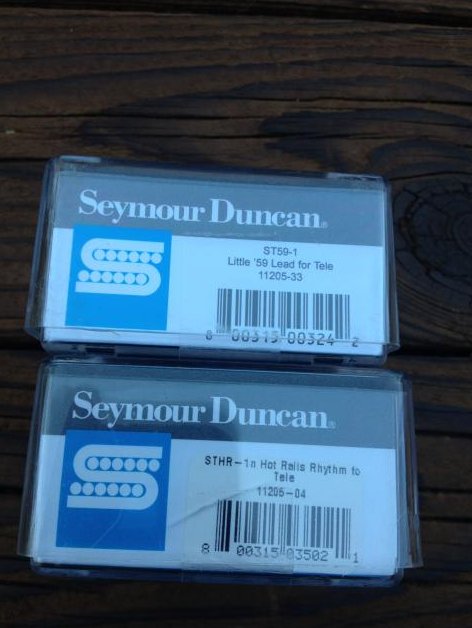 Seymour Duncan®
ST59-1
Little '59 Lead for Tele
11205-33
8 00315 00324 2
Seymour Duncan®
STHR-1n Hot Rails Rhythm fo
Tele
11205-04
8 00315 03502 1